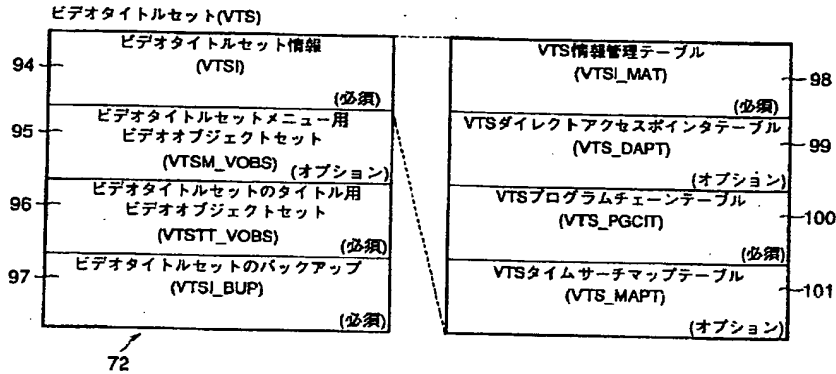 ビデオタイトルセット(VTS)
94
ビデオタイトルセット情報
(VTSI)
(必須)
95
ビデオタイトルセットメニュー用
ビデオオブジェクトセット
(VTSM_VOBS)
(オプション)
96
ビデオタイトルセットのタイトル用
ビデオオブジェクトセット
(VTSTT_VOBS)
(必須)
97
ビデオタイトルセットのバックアップ
(VTSI_BUP)
(必須)
72
VTS情報管理テーブル
(VTSI_MAT)
(必須)
98
VTSダイレクトアクセスポインタテーブル
(VTS_DAPT)
(オプション)
99
VTSプログラムチェーンテーブル
(VTS_PGCIT)
(必須)
100
VTSタイムサーチマップテーブル
(VTS_MAPT)
(オプション)
101